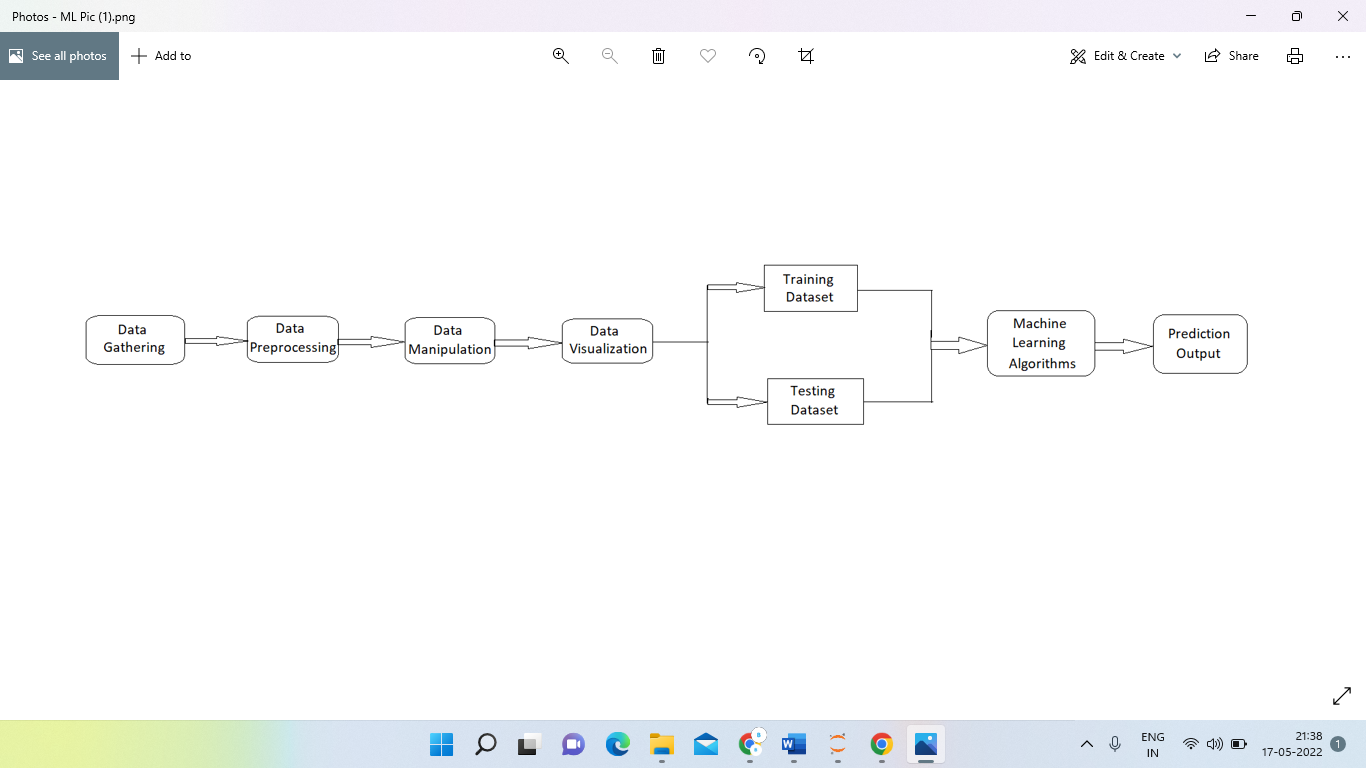 Photos - ML Pic (1).png
See all photos
Add to
Edit & Create
Share
Data
Gathering
Data
Preprocessing
Data
Manipulation
Data
Visualization
Training
Dataset
Testing
Dataset
Machine
Learning
Algorithms
Prediction
Output
ENG
IN
21:38
17-05-2022
1